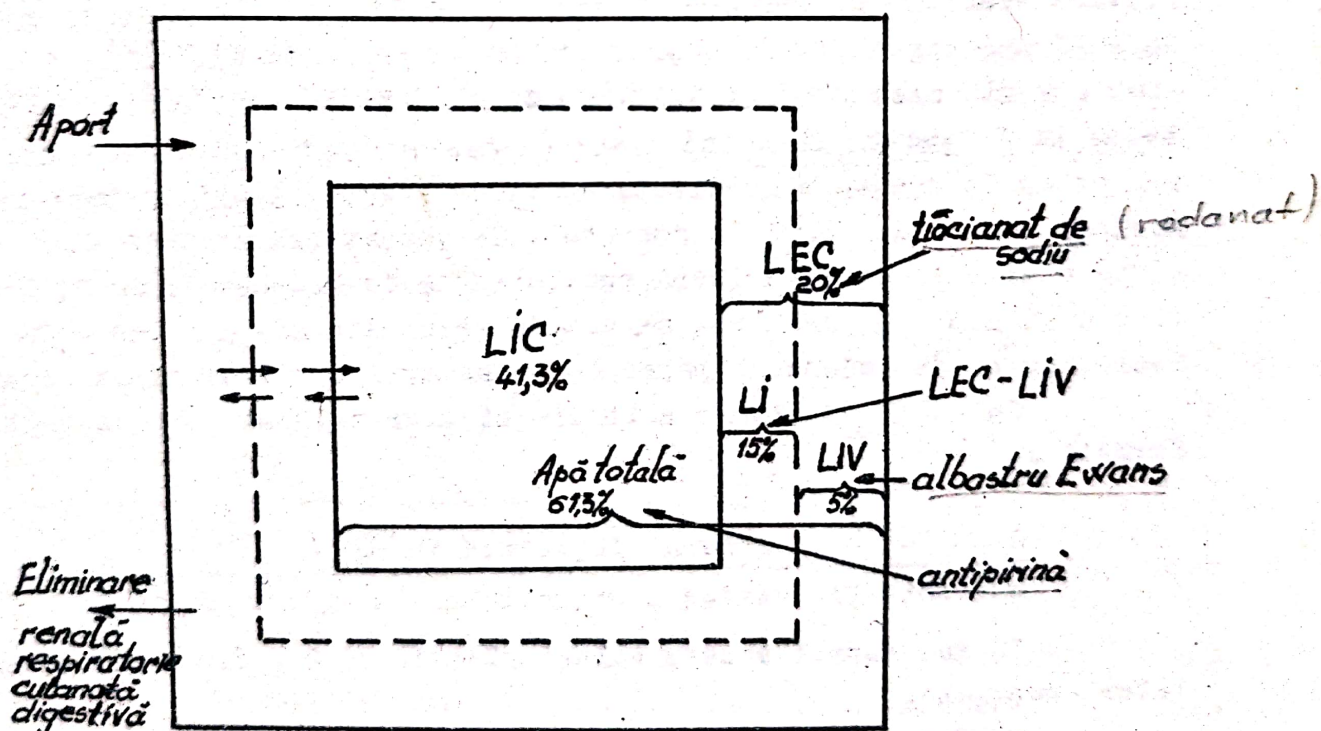 Aport
tiocianat de (rodanat)
sodiu
LEC
20%
LIC
41,3%
LEC-LIV
LI
15%
LIV
5%
albastru Ewans
Apă totală
61,3%
antipirină
Eliminare
renală
respiratorie
cutanată
digestivă